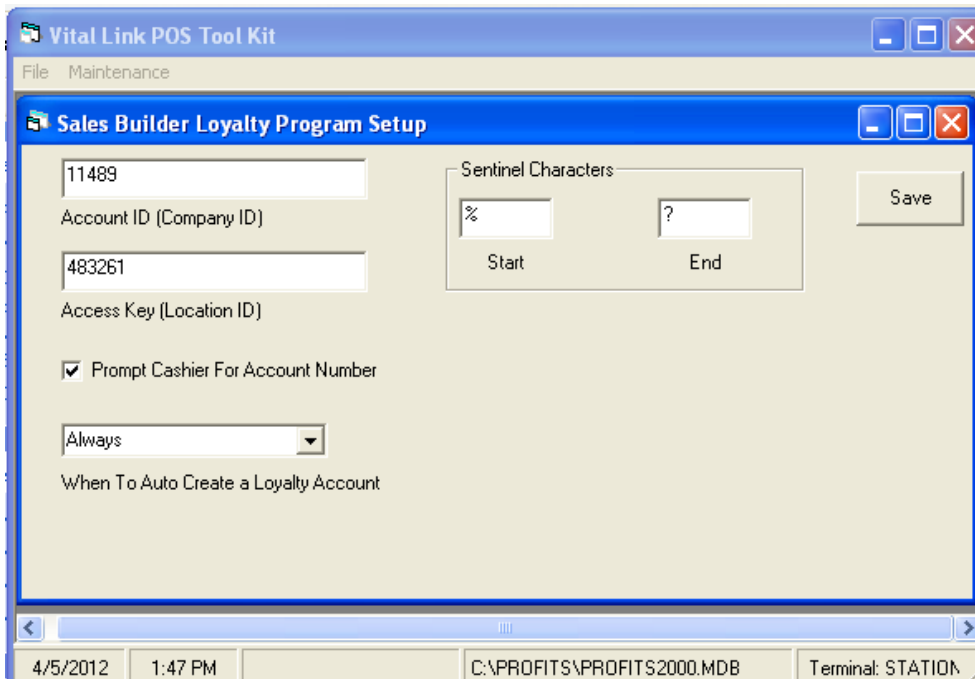 Vital Link POS Tool Kit
File Maintenance
Sales Builder Loyalty Program Setup
11489
Account ID (Company ID)
483261
Access Key (Location ID)
Prompt Cashier For Account Number
Always
When To Auto Create a Loyalty Account
Sentinel Characters
% ?
Start End
Save
4/5/2012 1:47 PM C:\PROFITS\PROFITS2000.MDB Terminal: STATION